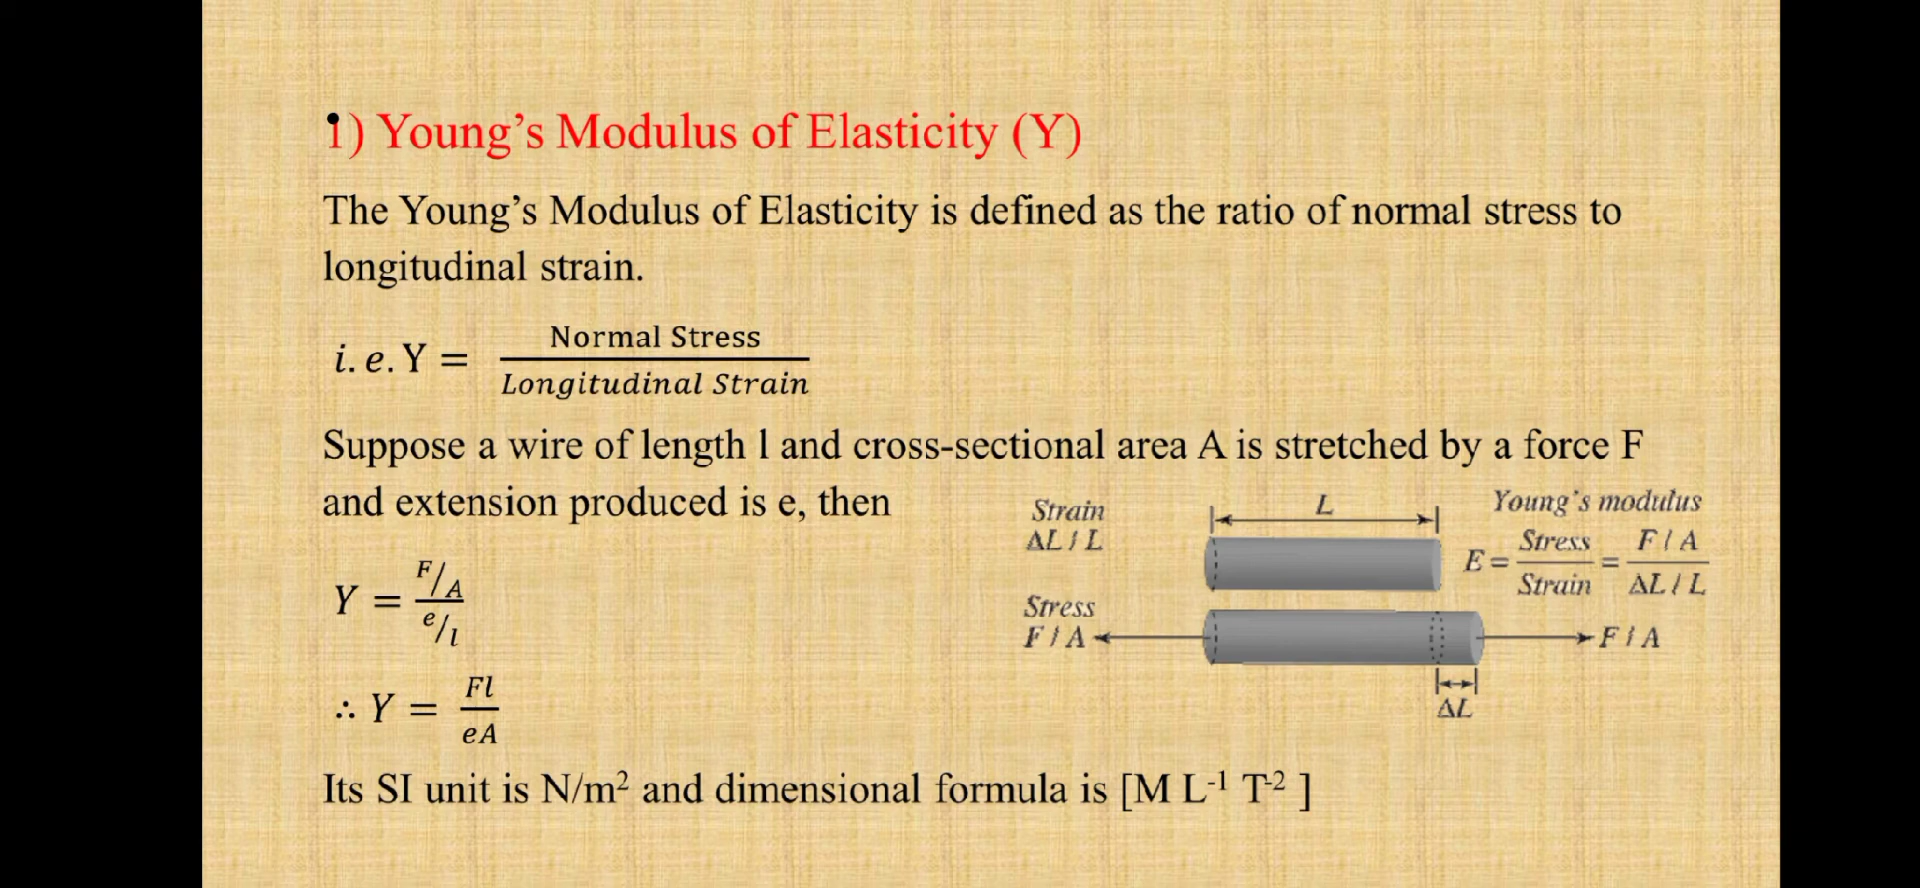 1) Young's Modulus of Elasticity (Y)
The Young's Modulus of Elasticity is defined as the ratio of normal stress to
longitudinal strain.
i.e. Y = Normal Stress / Longitudinal Strain
Suppose a wire of length l and cross-sectional area A is stretched by a force F
and extension produced is e, then
Y = F/A / e/l
∴ Y = Fl / eA
Strain
ΔL / L
Stress
F / A
L
F / A
ΔL
Young's modulus
E = Stress / Strain = F / A / ΔL / L
Its SI unit is N/m² and dimensional formula is [M L⁻¹ T⁻² ]